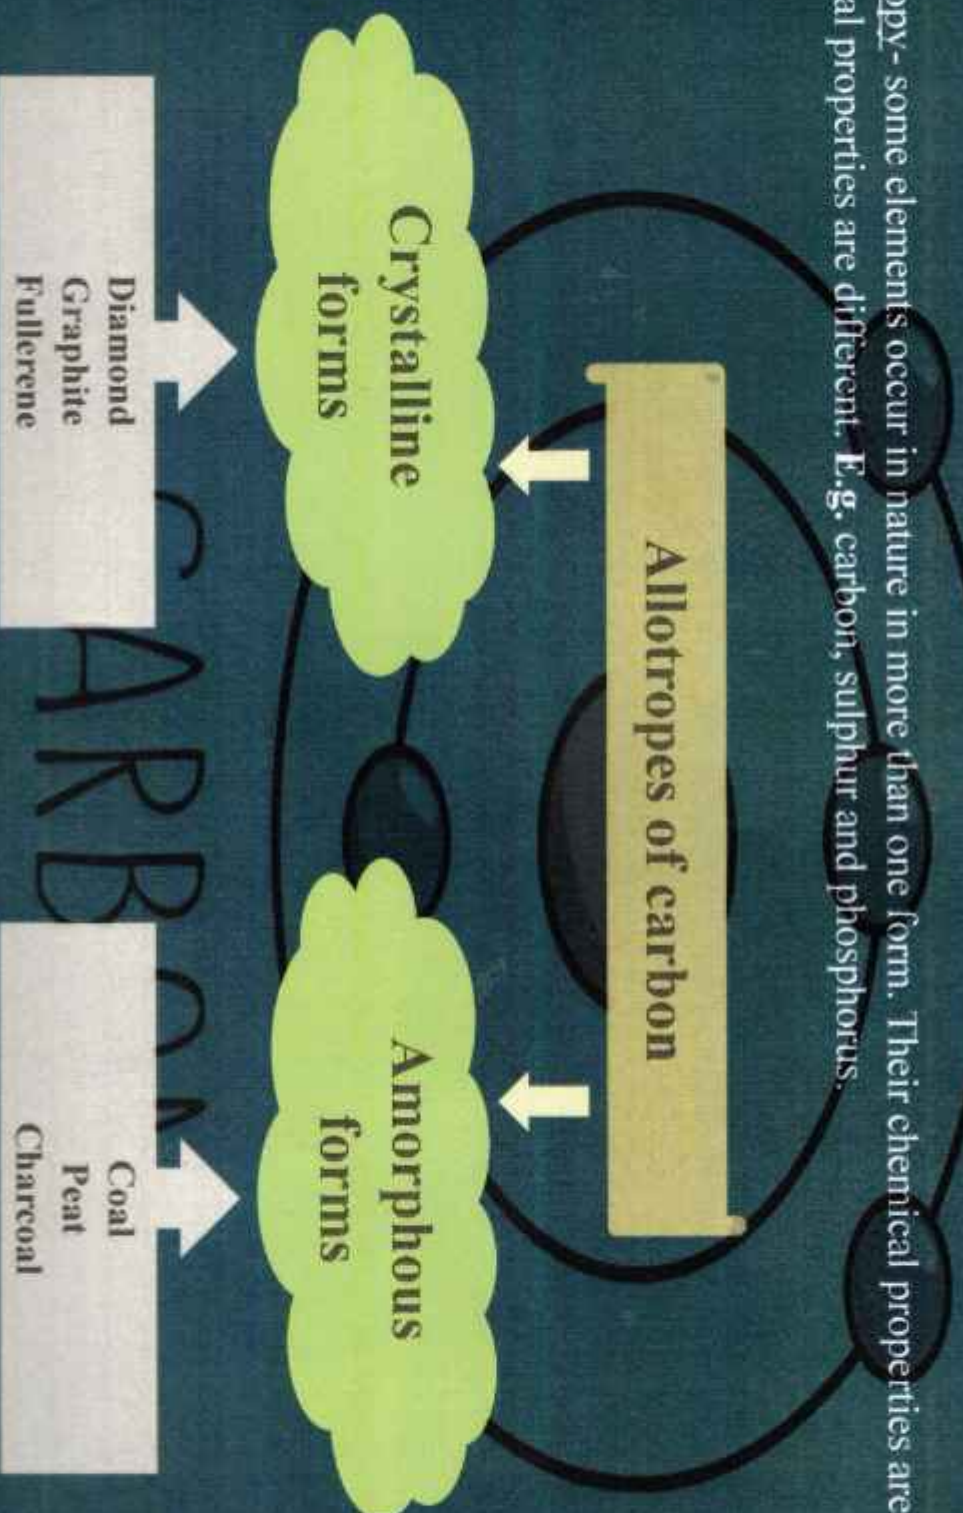 opy- some elements occur in nature in more than one form. Their chemical properties are
al properties are different. E.g. carbon, sulphur and phosphorus.
Allotropes of carbon
Crystalline
forms
Amorphous
forms
Diamond
Graphite
Fullerene
Coal
Peat
Charcoal
CARBON